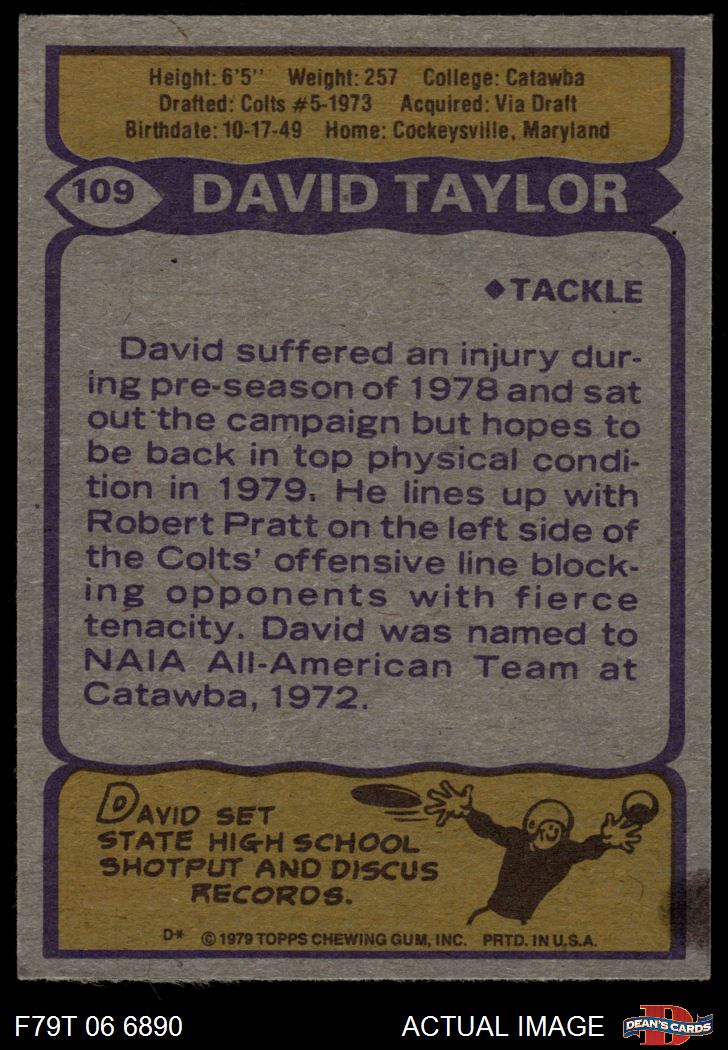 Height: 6'5'' Weight: 257 College: Catawba
Drafted: Colts #5-1973 Acquired: Via Draft
Birthdate: 10-17-49 Home: Cockeysville, Maryland
109 DAVID TAYLOR
◆TACKLE
David suffered an injury dur-
ing pre-season of 1978 and sat
out the campaign but hopes to
be back in top physical condi-
tion in 1979. He lines up with
Robert Pratt on the left side of
the Colts' offensive line block-
ing opponents with fierce
tenacity. David was named to
NAIA All-American Team at
Catawba, 1972.
DAVID SET
STATE HIGH SCHOOL
SHOTPUT AND DISCUS
RECORDS.
D* © 1979 TOPPS CHEWING GUM, INC. PRTD. IN U.S.A.
F79T 06 6890 ACTUAL IMAGE D DEAN'S CARDS